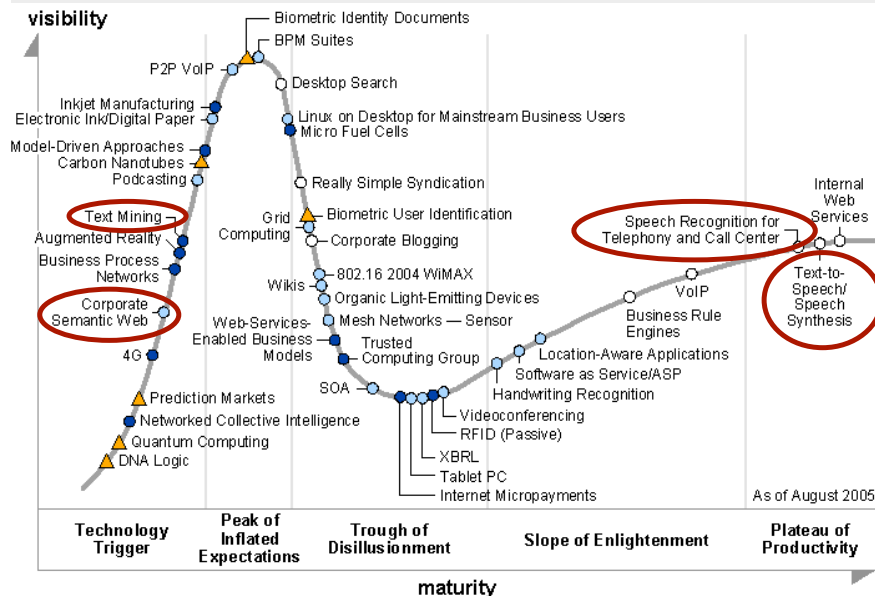 visibility
Biometric Identity Documents
BPM Suites
P2P VoIP
Desktop Search
Inkjet Manufacturing
Electronic Ink/Digital Paper
Linux on Desktop for Mainstream Business Users
Micro Fuel Cells
Model-Driven Approaches
Carbon Nanotubes
Podcasting
Really Simple Syndication
Text Mining
Augmented Reality
Business Process
Networks
Grid
Computing
Biometric User Identification
Corporate Blogging
Speech Recognition for
Telephony and Call Center
Internal
Web
Services
Corporate
Semantic Web
Wikis
802.16 2004 WiMAX
Organic Light-Emitting Devices
Mesh Networks — Sensor
Web-Services-
Enabled Business
Models
Trusted
Computing Group
VoIP
Business Rule
Engines
Text-to-
Speech/
Speech
Synthesis
4G
SOA
Location-Aware Applications
Software as Service/ASP
Handwriting Recognition
Prediction Markets
Networked Collective Intelligence
Quantum Computing
DNA Logic
Videoconferencing
RFID (Passive)
XBRL
Tablet PC
Internet Micropayments
As of August 2005
Technology
Trigger
Peak of
Inflated
Expectations
Trough of
Disillusionment
Slope of Enlightenment
Plateau of
Productivity
maturity